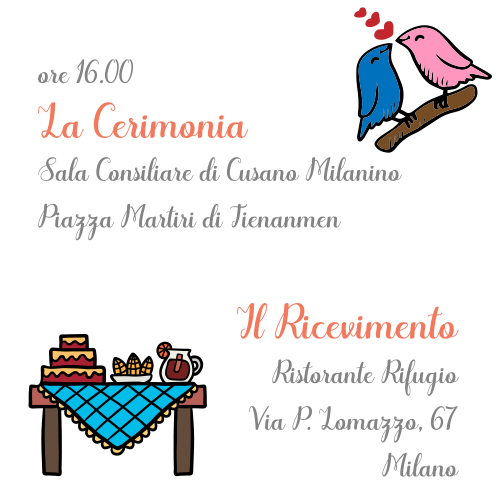 ore 16.00
La Cerimonia
Sala Consiliare di Cusano Milanino
Piazza Martiri di Tienanmen
Il Ricevimento
Ristorante Rifugio
Via P. Lomazzo, 67
Milano